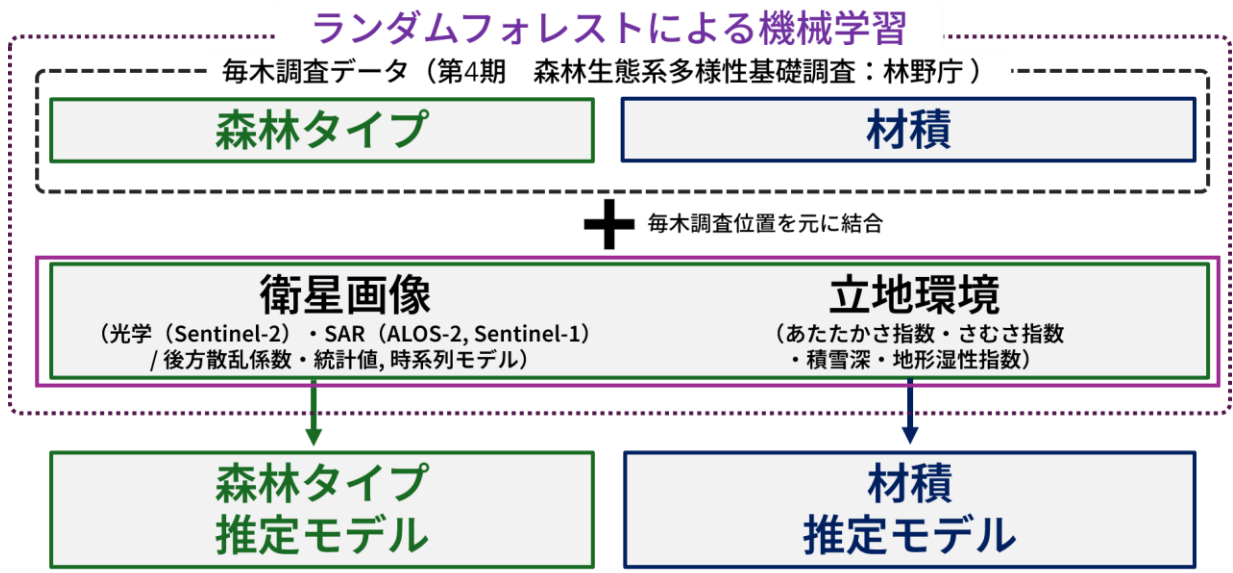 ランダムフォレストによる機械学習
毎木調査データ（第4期　森林生態系多様性基礎調査：林野庁 ）
森林タイプ
材積
毎木調査位置を元に結合
衛星画像
（光学（Sentinel-2）・SAR（ALOS-2, Sentinel-1）
/ 後方散乱係数・統計値, 時系列モデル）
立地環境
（あたたかさ指数・さむさ指数
・積雪深・地形湿性指数）
森林タイプ
推定モデル
材積
推定モデル